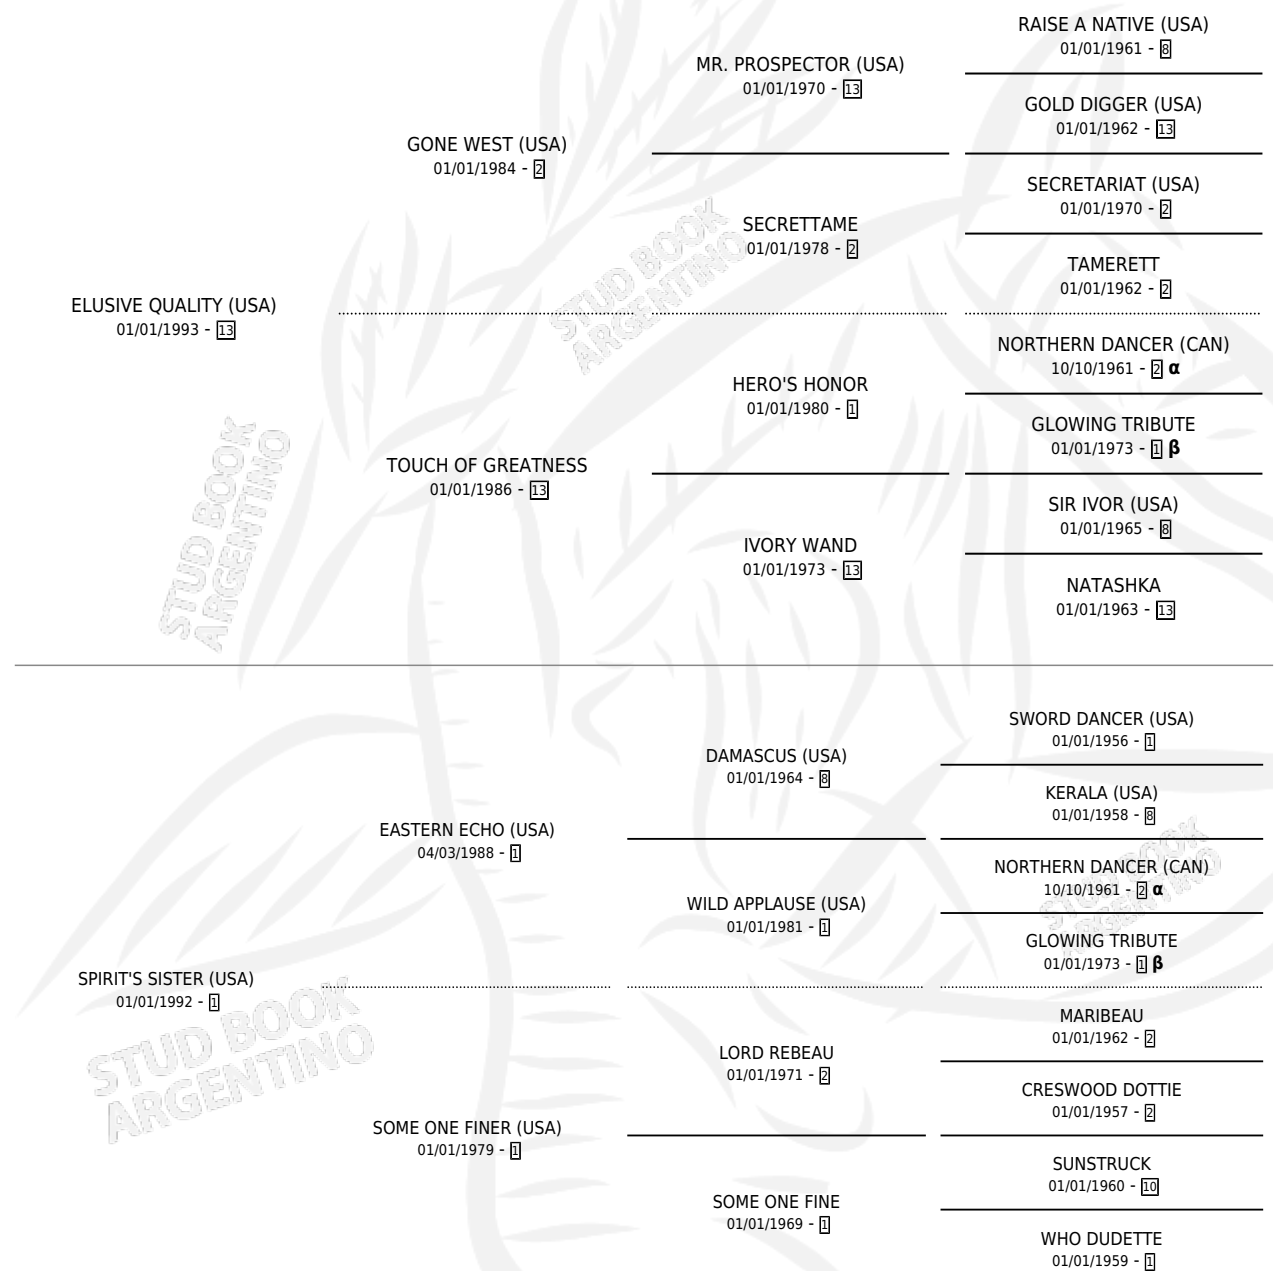 RAISE A NATIVE (USA)
01/01/1961 - 8
MR. PROSPECTOR (USA)
01/01/1970 - 13
GOLD DIGGER (USA)
01/01/1962 - 13
GONE WEST (USA)
01/01/1984 - 2
SECRETARIAT (USA)
01/01/1970 - 2
SECRETTAME
01/01/1978 - 2
TAMERETT
01/01/1962 - 2
ELUSIVE QUALITY (USA)
01/01/1993 - 13
NORTHERN DANCER (CAN)
10/10/1961 - 2 α
HERO'S HONOR
01/01/1980 - 1
GLOWING TRIBUTE
01/01/1973 - 1 β
TOUCH OF GREATNESS
01/01/1986 - 13
SIR IVOR (USA)
01/01/1965 - 8
IVORY WAND
01/01/1973 - 13
NATASHKA
01/01/1963 - 13
SWORD DANCER (USA)
01/01/1956 - 1
DAMASCUS (USA)
01/01/1964 - 8
KERALA (USA)
01/01/1958 - 8
EASTERN ECHO (USA)
04/03/1988 - 1
NORTHERN DANCER (CAN)
10/10/1961 - 2 α
WILD APPLAUSE (USA)
01/01/1981 - 1
GLOWING TRIBUTE
01/01/1973 - 1 β
SPIRIT'S SISTER (USA)
01/01/1992 - 1
MARIBEAU
01/01/1962 - 2
LORD REBEAU
01/01/1971 - 2
CRESWOOD DOTTIE
01/01/1957 - 2
SOME ONE FINER (USA)
01/01/1979 - 1
SUNSTRUCK
01/01/1960 - 10
SOME ONE FINE
01/01/1969 - 1
WHO DUDETTE
01/01/1959 - 1
STUD BOOK
ARGENTINO
STUD BOOK
ARGENTINO
STUD BOOK
ARGENTINO
STUD BOOK
ARGENTINO